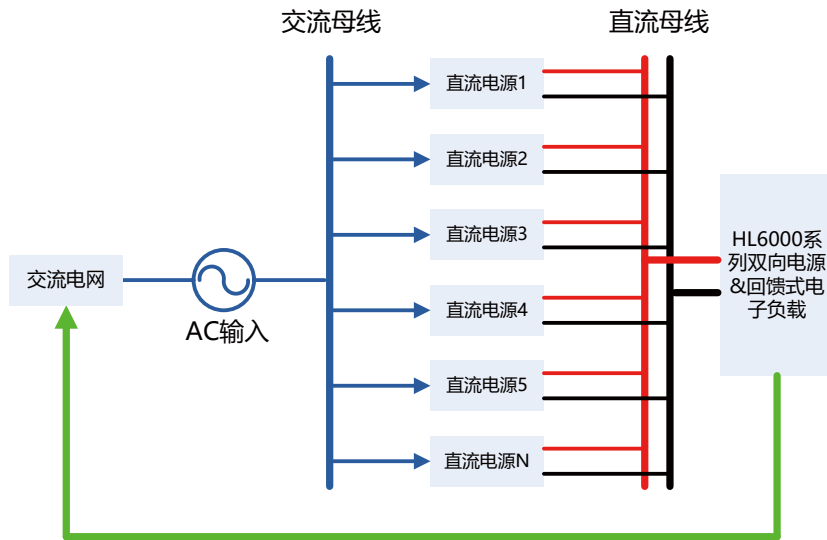 交流母线
直流母线
直流电源1
直流电源2
直流电源3
直流电源4
直流电源5
直流电源N
交流电网
AC输入
HL6000系
列双向电源
&回馈式电
子负载